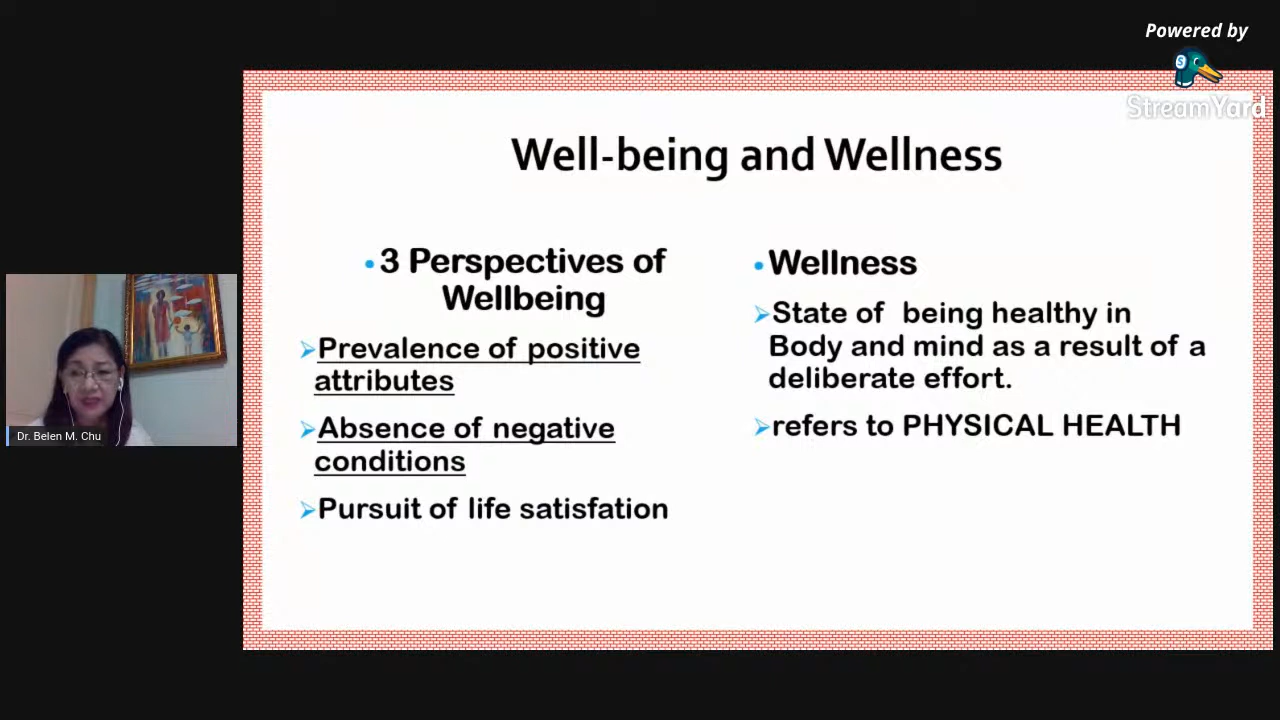 Powered by
StreamYard
Well-being and Wellness
• 3 Perspectives of
Wellbeing
➢Prevalence of positive
attributes
➢Absence of negative
conditions
➢Pursuit of life satisfation
• Wellness
➢State of being healthy in
Body and mind as a result of a
deliberate effort.
➢refers to PHYSICAL HEALTH
Dr. Belen M. Chu